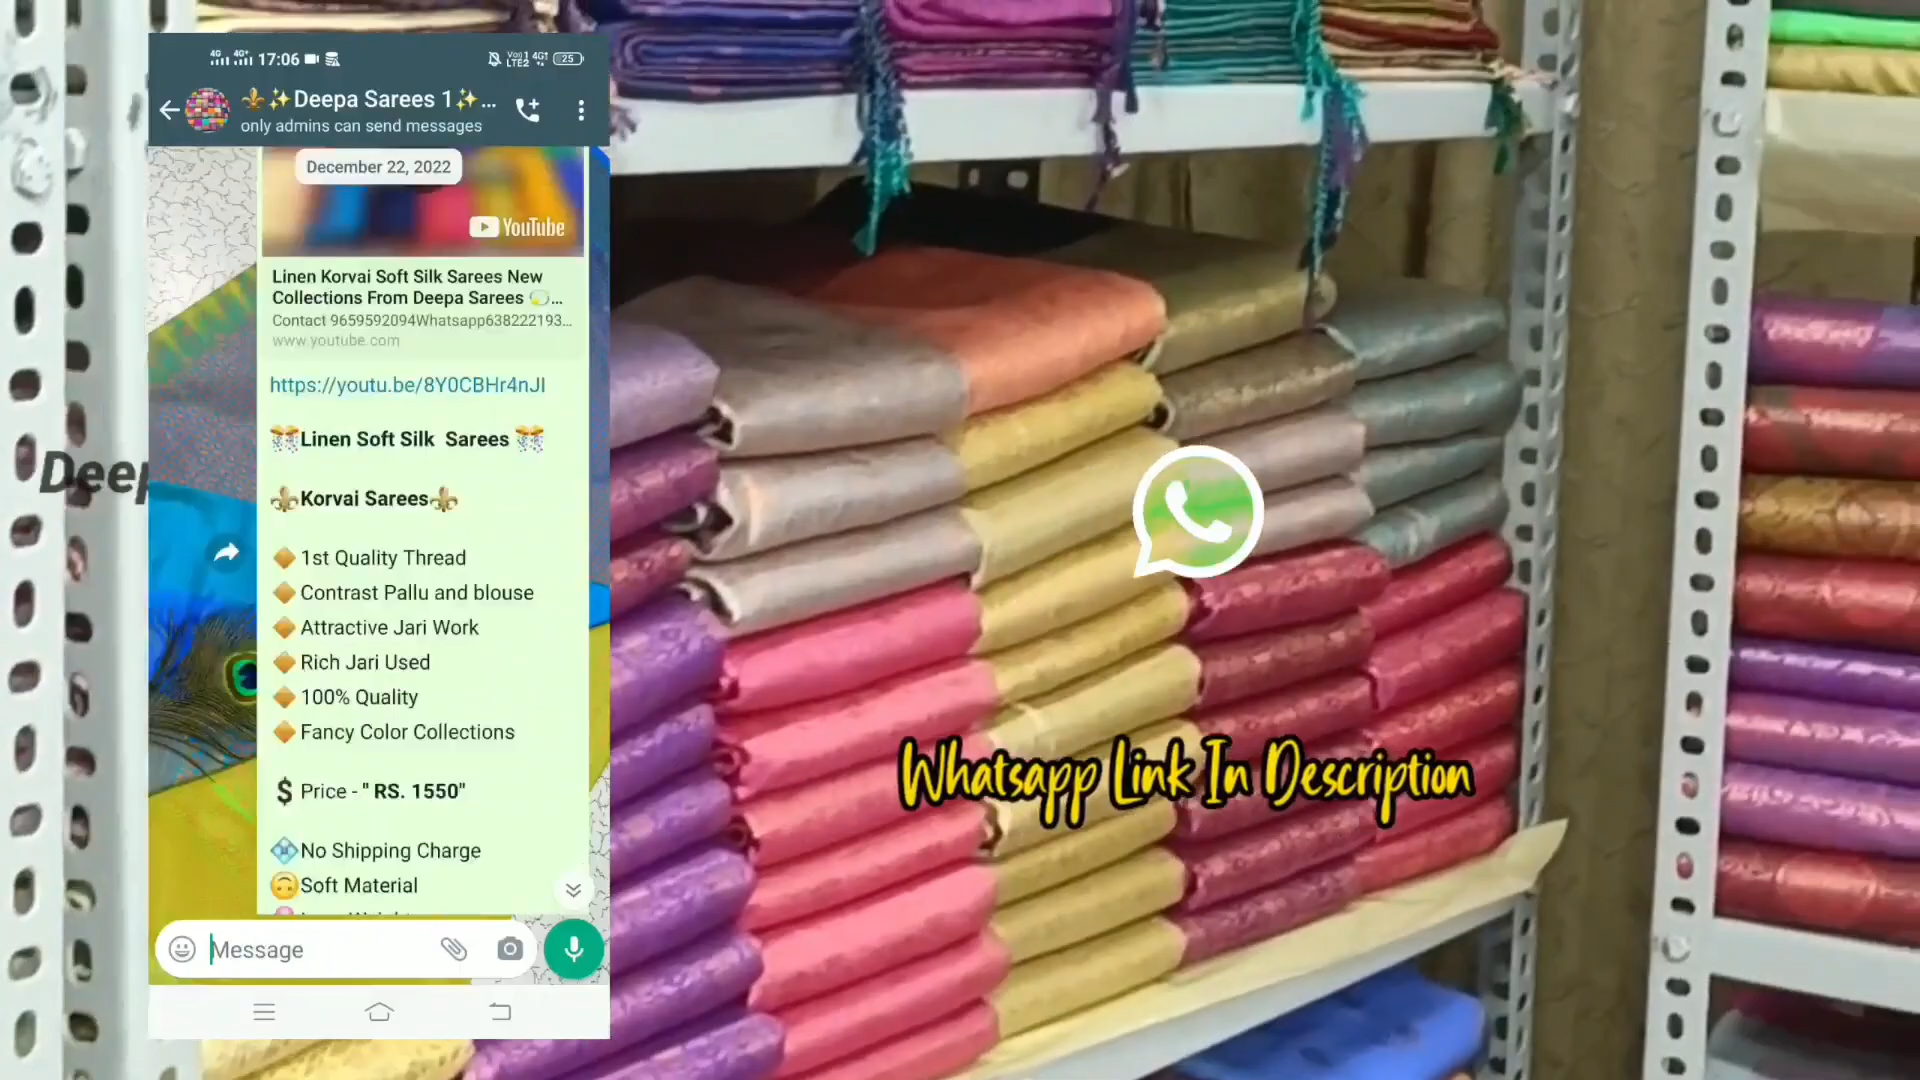 17:06
25
⚜✨Deepa Sarees 1✨...
only admins can send messages
December 22, 2022
YouTube
Linen Korvai Soft Silk Sarees New
Collections From Deepa Sarees 💫...
Contact 9659592094Whatsapp638222193...
www.youtube.com
https://youtu.be/8Y0CBHr4nJI
🎊Linen Soft Silk Sarees🎊
⚜Korvai Sarees⚜
🔶1st Quality Thread
🔶Contrast Pallu and blouse
🔶Attractive Jari Work
🔶Rich Jari Used
🔶100% Quality
🔶Fancy Color Collections
💲Price - " RS. 1550"
💠No Shipping Charge
🙃Soft Material
Message
Deep
Whatsapp Link In Description